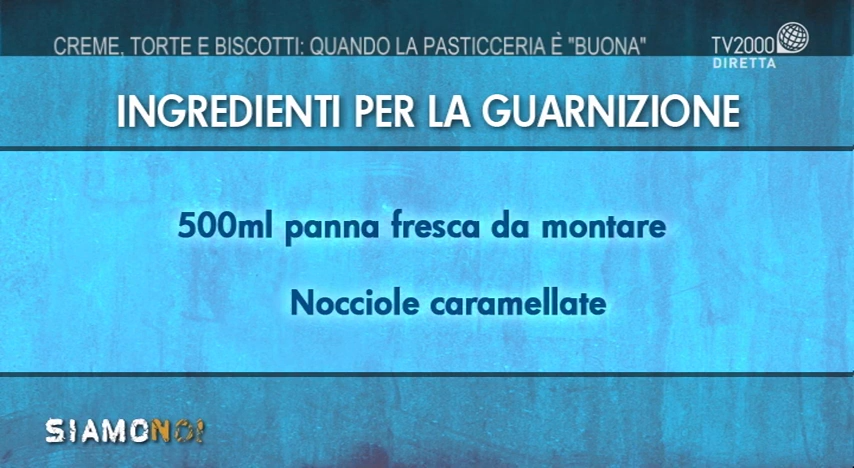 CREME, TORTE E BISCOTTI: QUANDO LA PASTICCERIA È "BUONA"
TV2000
DIRETTA
INGREDIENTI PER LA GUARNIZIONE
500ml panna fresca da montare
Nocciole caramellate
SIAMONOI